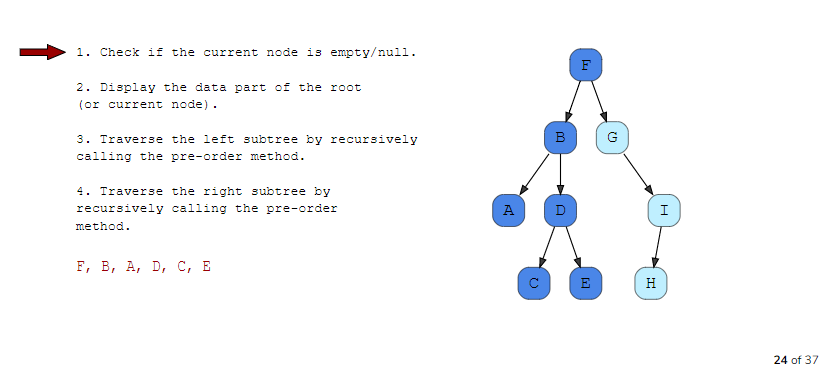 1. Check if the current node is empty/null.
2. Display the data part of the root
(or current node).
3. Traverse the left subtree by recursively
calling the pre-order method.
4. Traverse the right subtree by
recursively calling the pre-order
method.
F, B, A, D, C, E
F
B
G
A
D
I
C
E
H
24 of 37